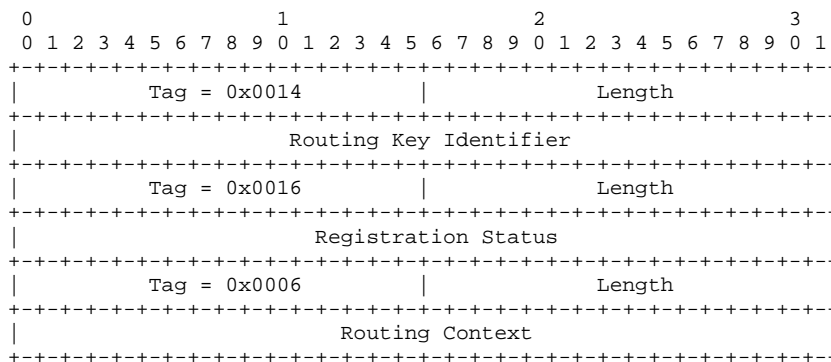 0                   1                   2                   3
0 1 2 3 4 5 6 7 8 9 0 1 2 3 4 5 6 7 8 9 0 1 2 3 4 5 6 7 8 9 0 1
+-+-+-+-+-+-+-+-+-+-+-+-+-+-+-+-+-+-+-+-+-+-+-+-+-+-+-+-+-+-+-+-
|          Tag = 0x0014         |             Length
+-+-+-+-+-+-+-+-+-+-+-+-+-+-+-+-+-+-+-+-+-+-+-+-+-+-+-+-+-+-+-+-
|                     Routing Key Identifier
+-+-+-+-+-+-+-+-+-+-+-+-+-+-+-+-+-+-+-+-+-+-+-+-+-+-+-+-+-+-+-+-
|          Tag = 0x0016         |             Length
+-+-+-+-+-+-+-+-+-+-+-+-+-+-+-+-+-+-+-+-+-+-+-+-+-+-+-+-+-+-+-+-
|                       Registration Status
+-+-+-+-+-+-+-+-+-+-+-+-+-+-+-+-+-+-+-+-+-+-+-+-+-+-+-+-+-+-+-+-
|          Tag = 0x0006         |             Length
+-+-+-+-+-+-+-+-+-+-+-+-+-+-+-+-+-+-+-+-+-+-+-+-+-+-+-+-+-+-+-+-
|                         Routing Context
+-+-+-+-+-+-+-+-+-+-+-+-+-+-+-+-+-+-+-+-+-+-+-+-+-+-+-+-+-+-+-+-